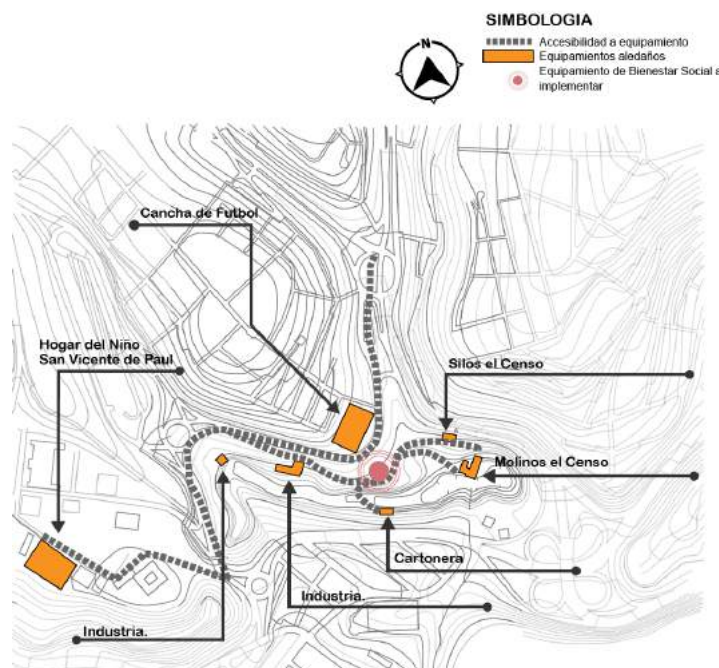 SIMBOLOGIA
N
Accesibilidad a equipamiento
Equipamientos aledaños
Equipamiento de Bienestar Social a
implementar
Cancha de Futbol
Hogar del Niño
San Vicente de Paul
Silos el Censo
Molinos el Censo
Cartonera
Industria.
Industria.